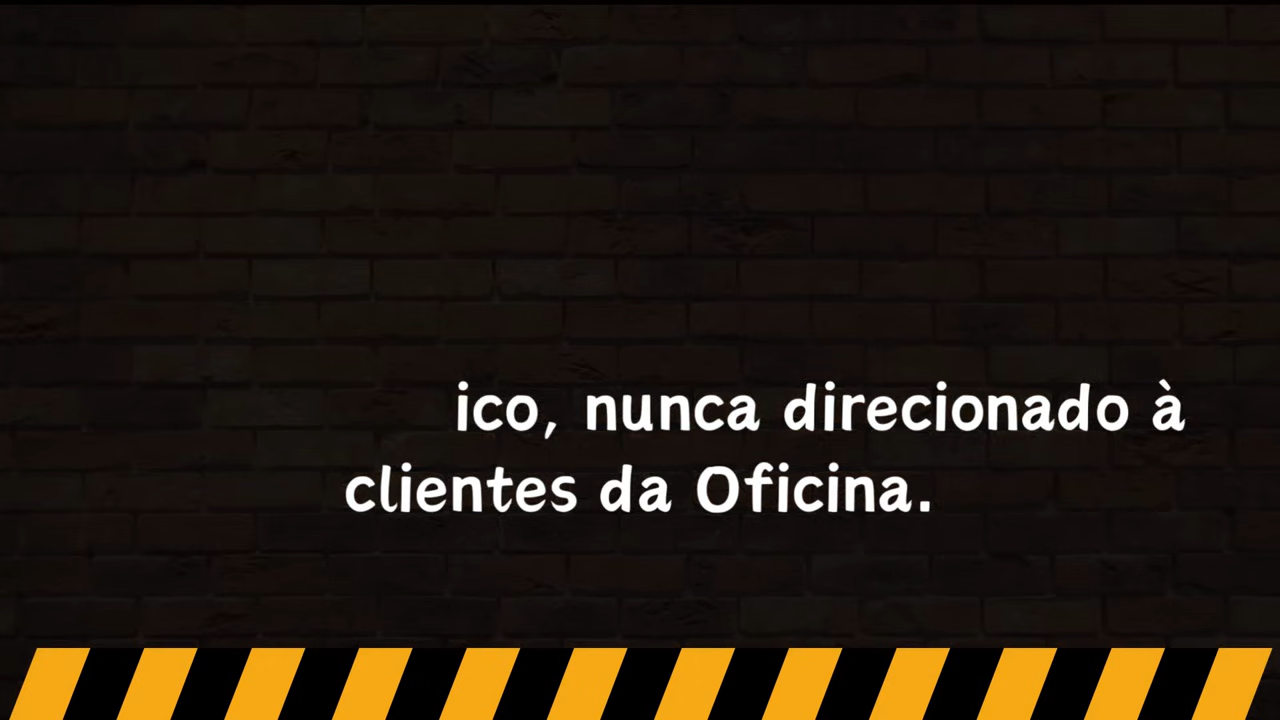 ico, nunca direcionado à
clientes da Oficina.